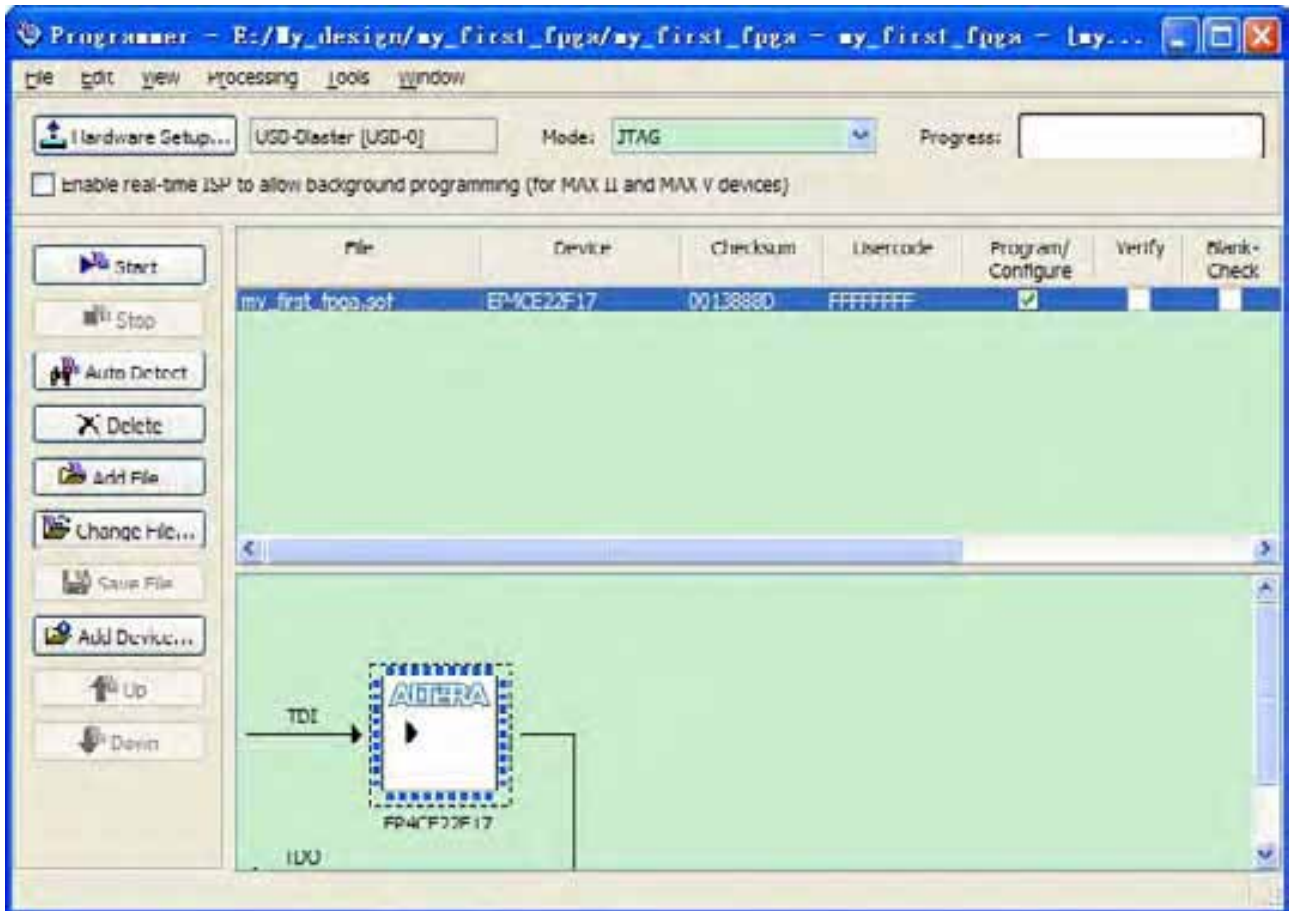 Programmer - E:/My_design/my_first_fpga/my_first_fpga - my_first_fpga - [my...
File Edit View Processing Tools Window
Hardware Setup... USB-Blaster [USB-0] Mode: JTAG Progress:
Enable real-time ISP to allow background programming (for MAX II and MAX V devices)
File Device Checksum Usercode Program/ Verify Blank-
Configure Check
my_first_fpga.sof EP4CE22F17 FFFFFFFF
Start
Stop
Auto Detect
Delete
Add File
Change File...
Save File
Add Device...
Up
Down
TDI
ALTERA
EP4CE22F17
TDO